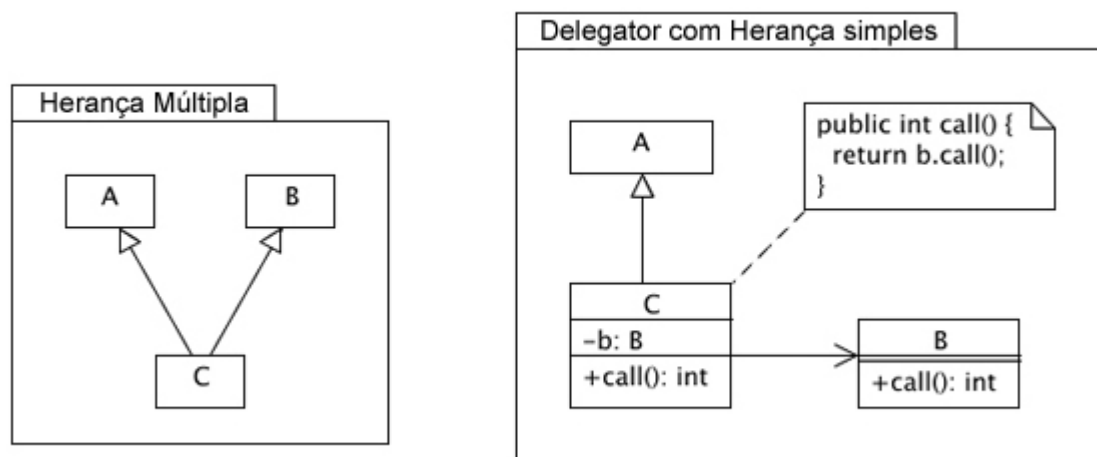 Herança Múltipla
A
B
C
Delegator com Herança simples
A
public int call() {
return b.call();
}
C
-b: B
+call(): int
B
+call(): int